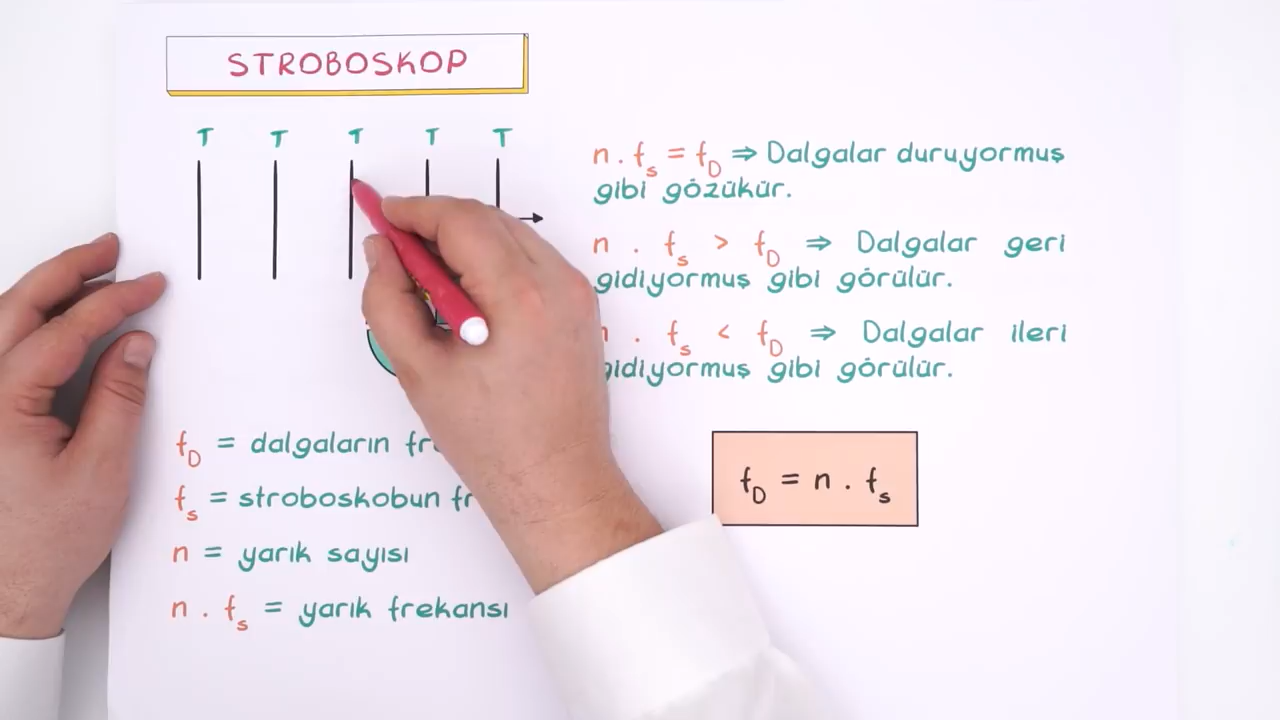 STROBOSKOP
T T T T T
n . fs = fD ⇒ Dalgalar duruyormuş
gibi gözükür.
n . fs > fD ⇒ Dalgalar geri
gidiyormuş gibi görülür.
. fs < fD ⇒ Dalgalar ileri
gidiyormuş gibi görülür.
fD = dalgaların
fs = stroboskobun
n = yarık sayısı
n . fs = yarık frekansı
fD = n . fs